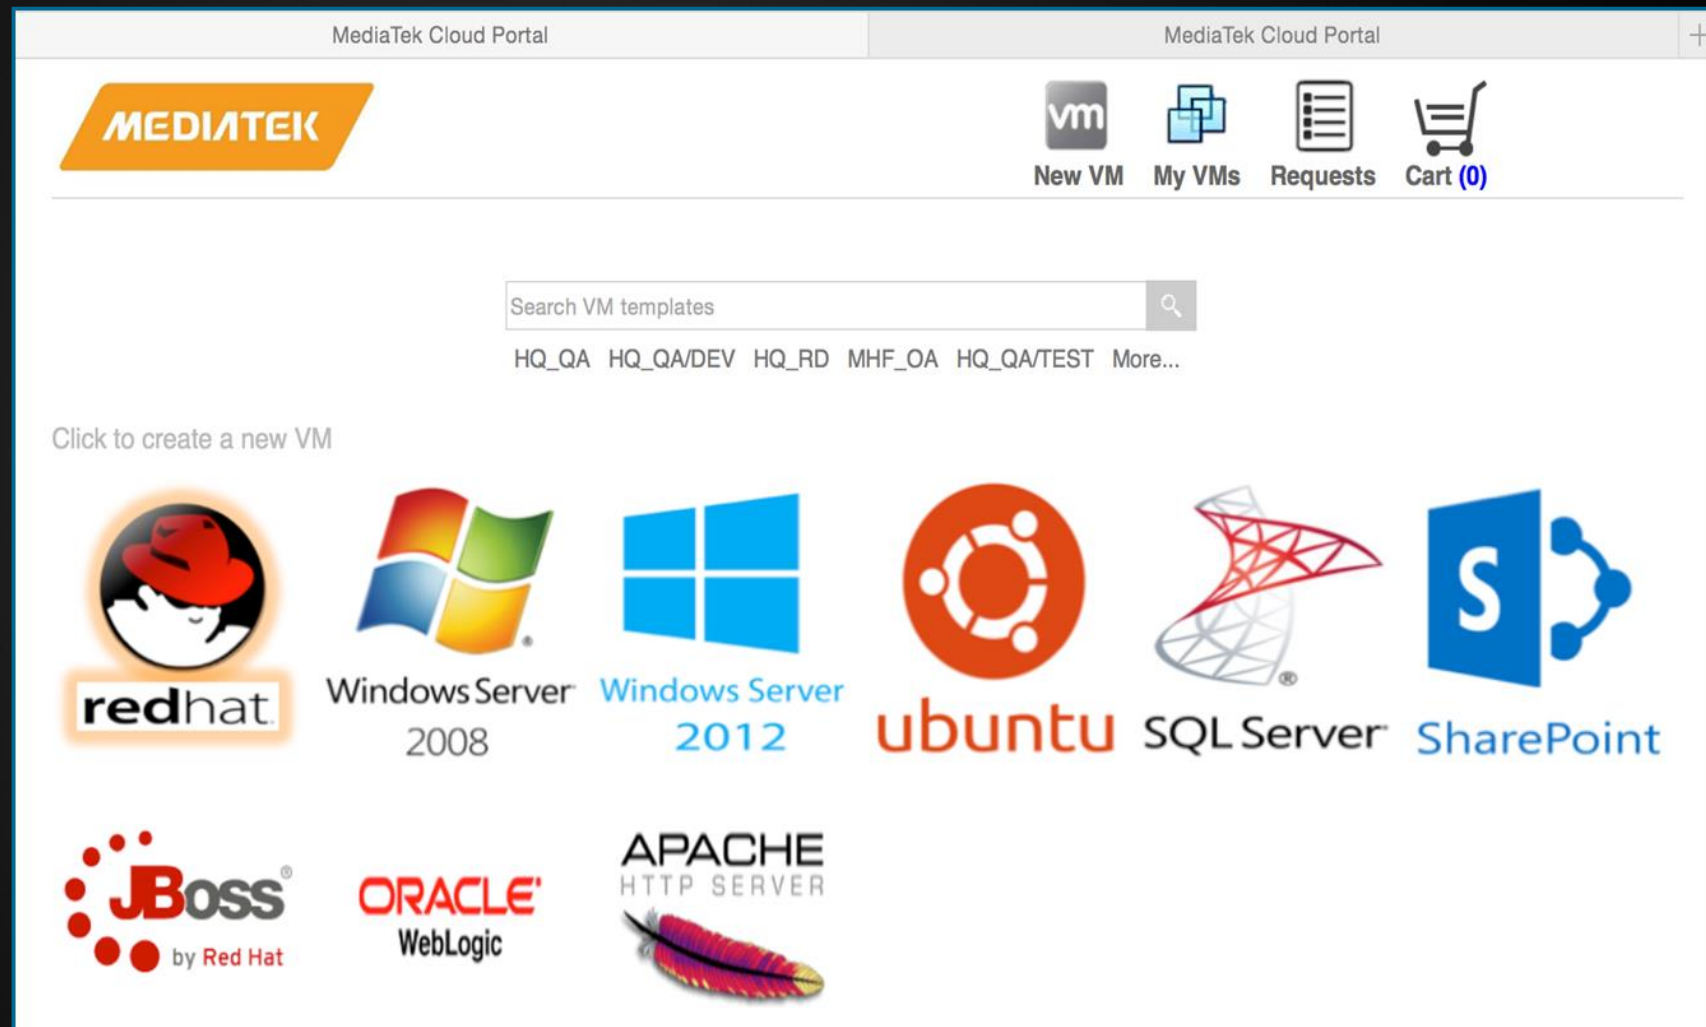 MediaTek Cloud Portal
MediaTek Cloud Portal
MEDIATEK
vm
New VM My VMs Requests Cart (0)
Search VM templates
HQ_QA HQ_QA/DEV HQ_RD MHF_OA HQ_QA/TEST More...
Click to create a new VM
redhat.
Windows Server
2008
Windows Server
2012
ubuntu
SQL Server
S
SharePoint
JBoss®
by Red Hat
ORACLE
WebLogic
APACHE
HTTP SERVER